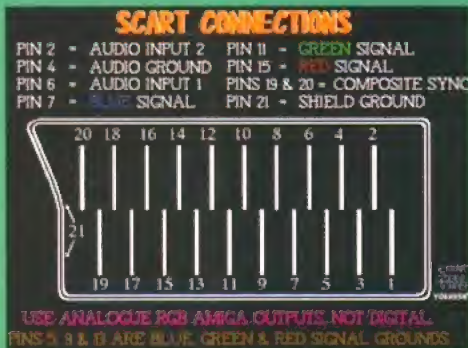 SCART CONNECTIONS
PIN 2 = AUDIO INPUT 2 PIN 11 = GREEN SIGNAL
PIN 4 = AUDIO GROUND PIN 15 = RED SIGNAL
PIN 6 = AUDIO INPUT 1 PINS 19 & 20 = COMPOSITE SYNC
PIN 7 = BLUE SIGNAL PIN 21 = SHIELD GROUND
20 18 16 14 12 10 8 6 4 2
21
19 17 15 13 11 9 7 5 3 1
USE ANALOGUE RGB AMIGA OUTPUTS, NOT DIGITAL.
PINS 5, 9 & 13 ARE BLUE, GREEN & RED SIGNAL GROUNDS